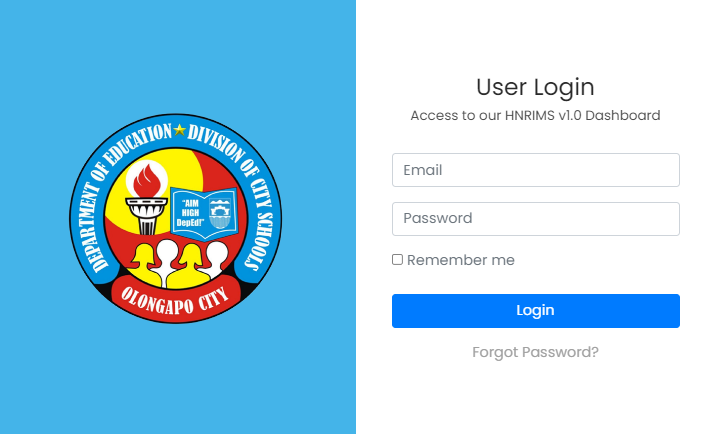 DEPARTMENT OF EDUCATION ★ DIVISION OF CITY SCHOOLS
"AIM
HIGH
DepEd!"
OLONGAPO CITY
User Login
Access to our HNRIMS v1.0 Dashboard
Email
Password
Remember me
Login
Forgot Password?